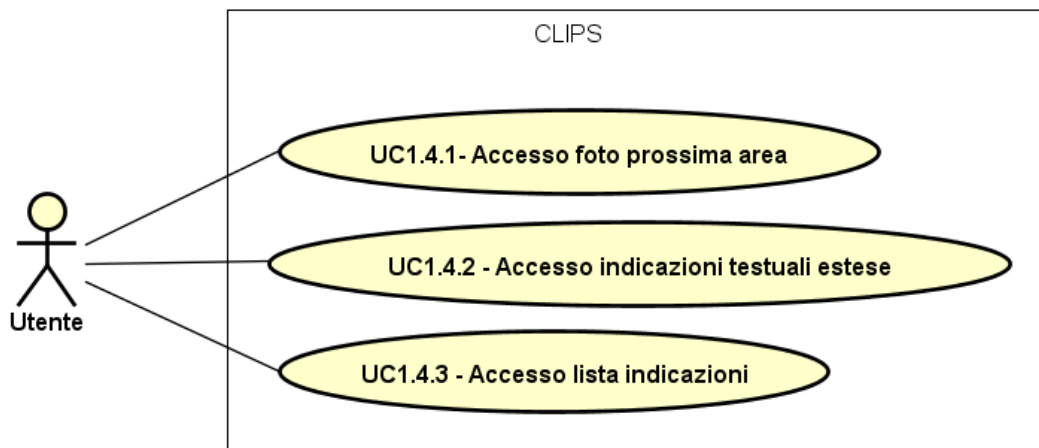 CLIPS
UC1.4.1- Accesso foto prossima area
UC1.4.2 - Accesso indicazioni testuali estese
Utente
UC1.4.3 - Accesso lista indicazioni